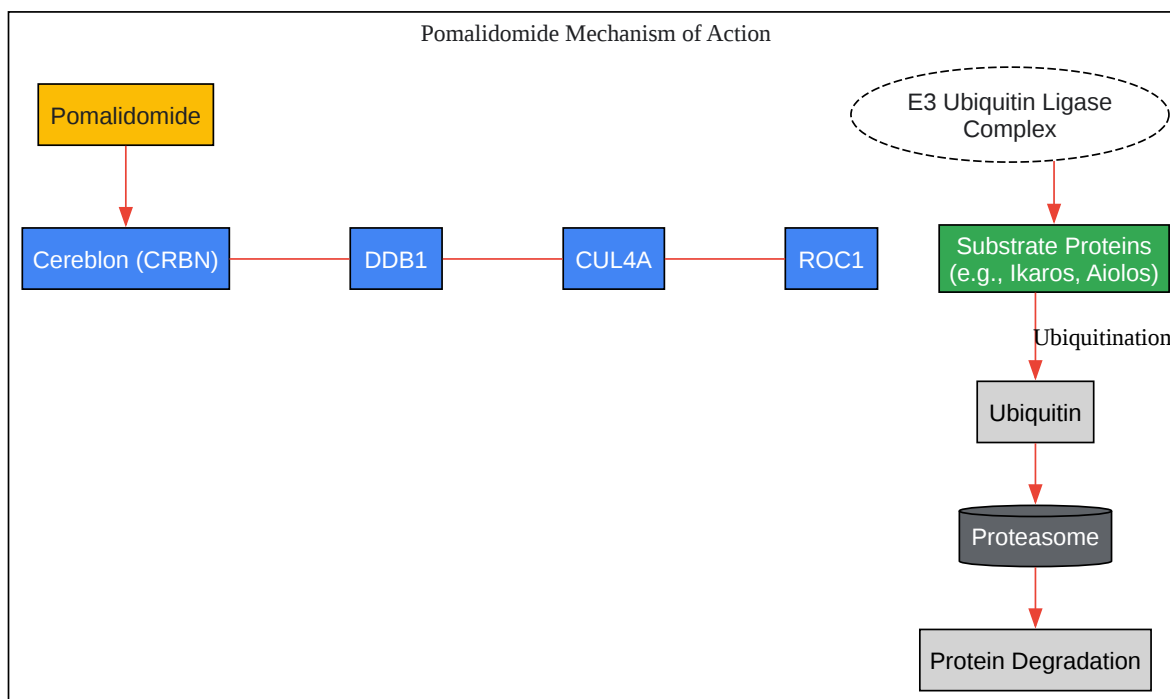 Pomalidomide Mechanism of Action
Pomalidomide
E3 Ubiquitin Ligase
Complex
Cereblon (CRBN)
DDB1
CUL4A
ROC1
Substrate Proteins
(e.g., Ikaros, Aiolos)
Ubiquitination
Ubiquitin
Proteasome
Protein Degradation